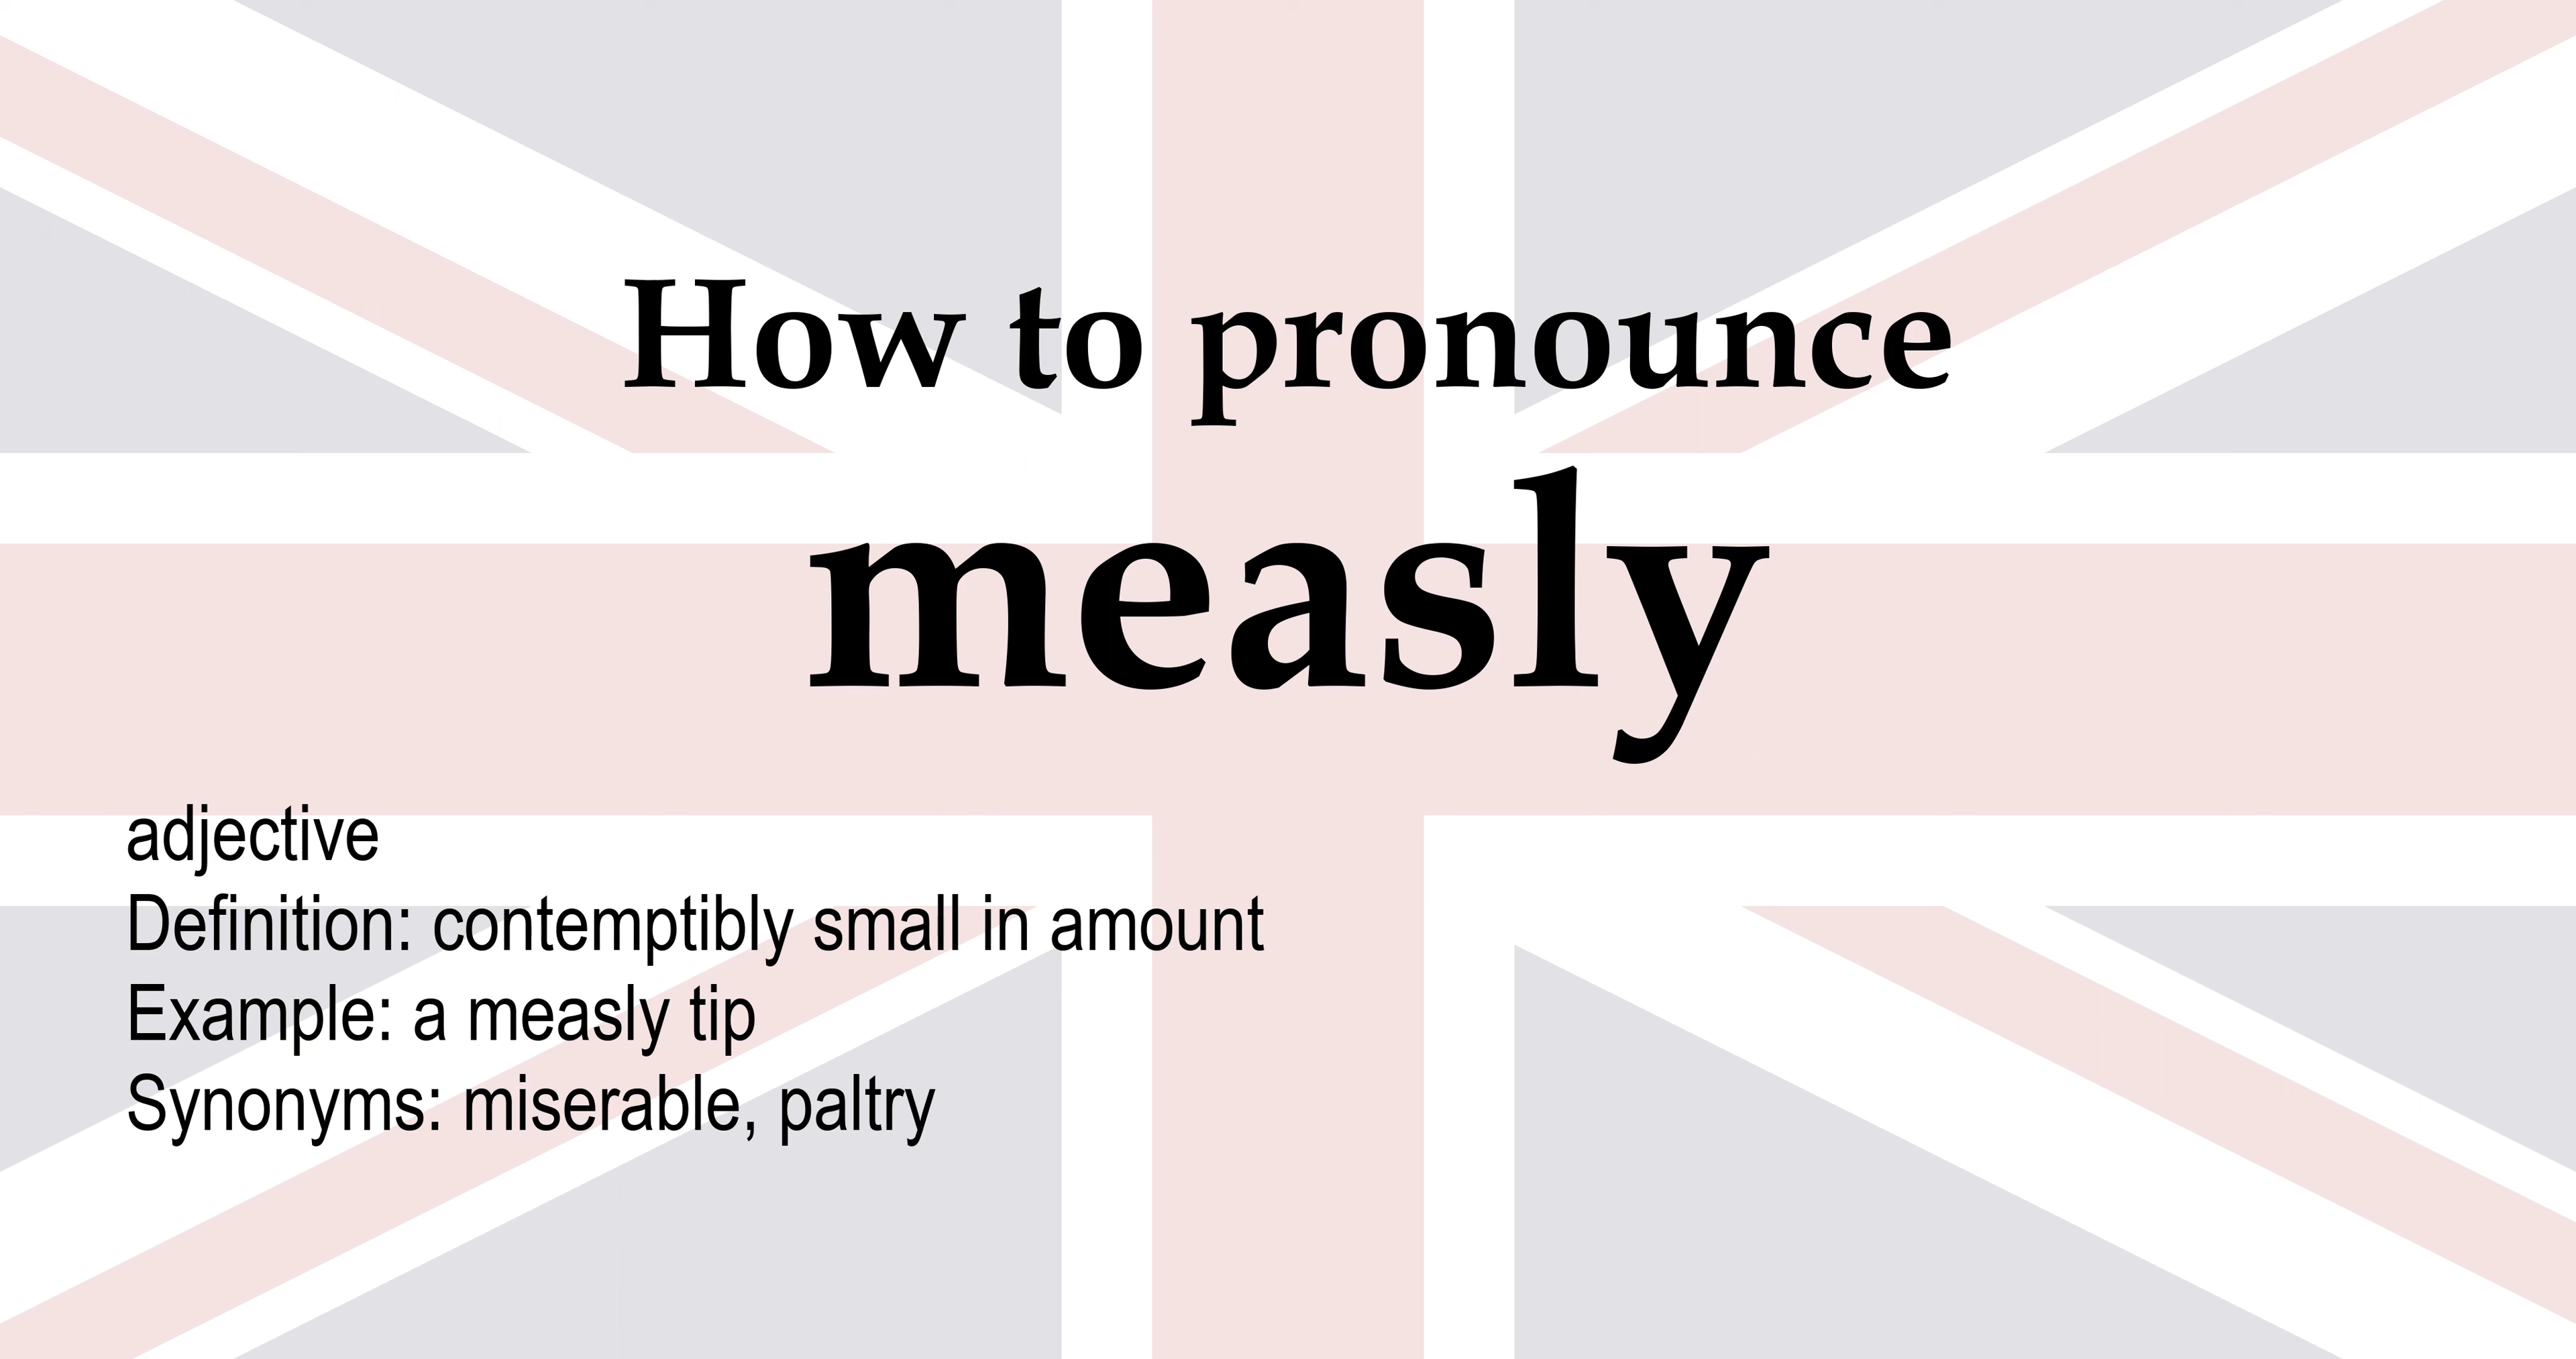 How to pronounce
measly
adjective
Definition: contemptibly small in amount
Example: a measly tip
Synonyms: miserable, paltry